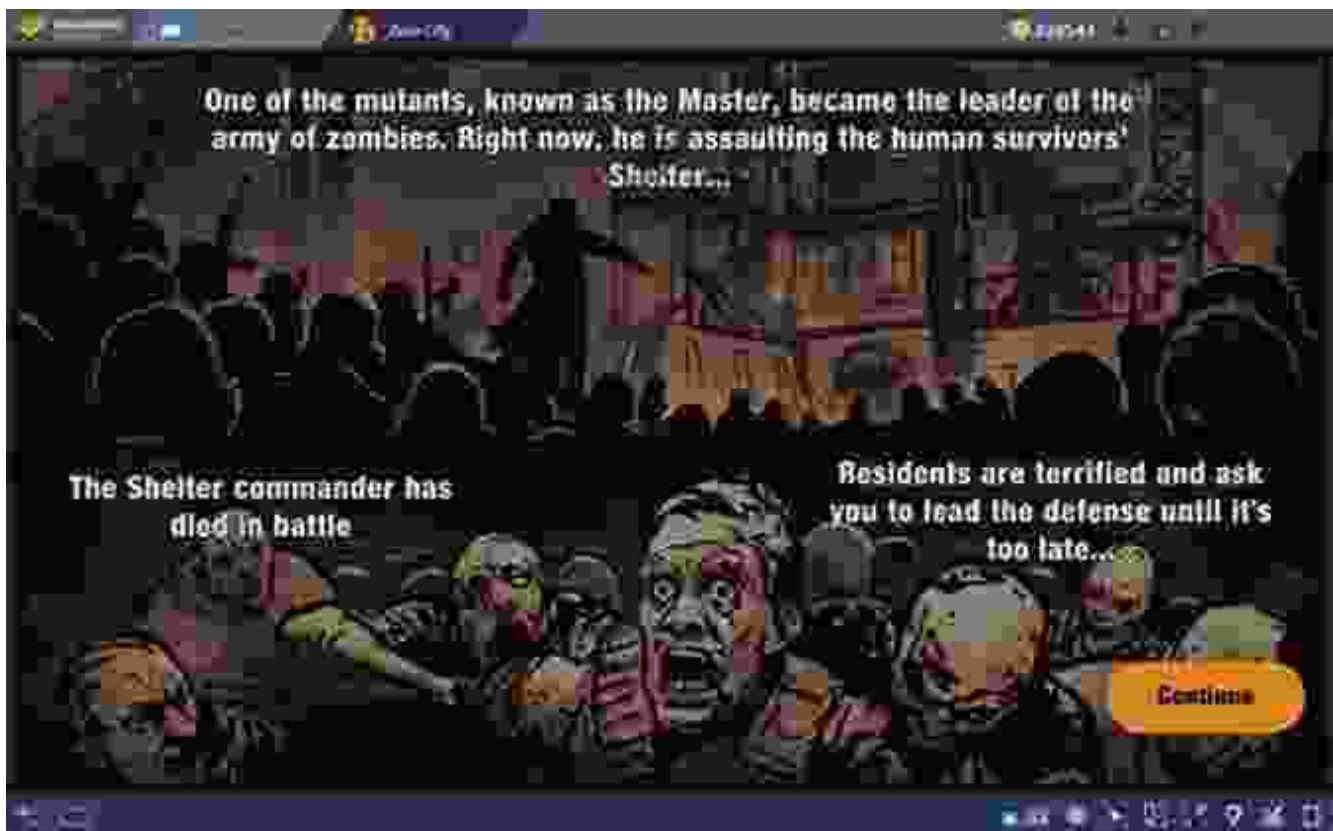 One of the mutants, known as the Master, became the leader of the
army of zombies. Right now, he is assaulting the human survivors'
Shelter...
The Shelter commander has
died in battle
Residents are terrified and ask
you to lead the defense until it's
too late...
Continue